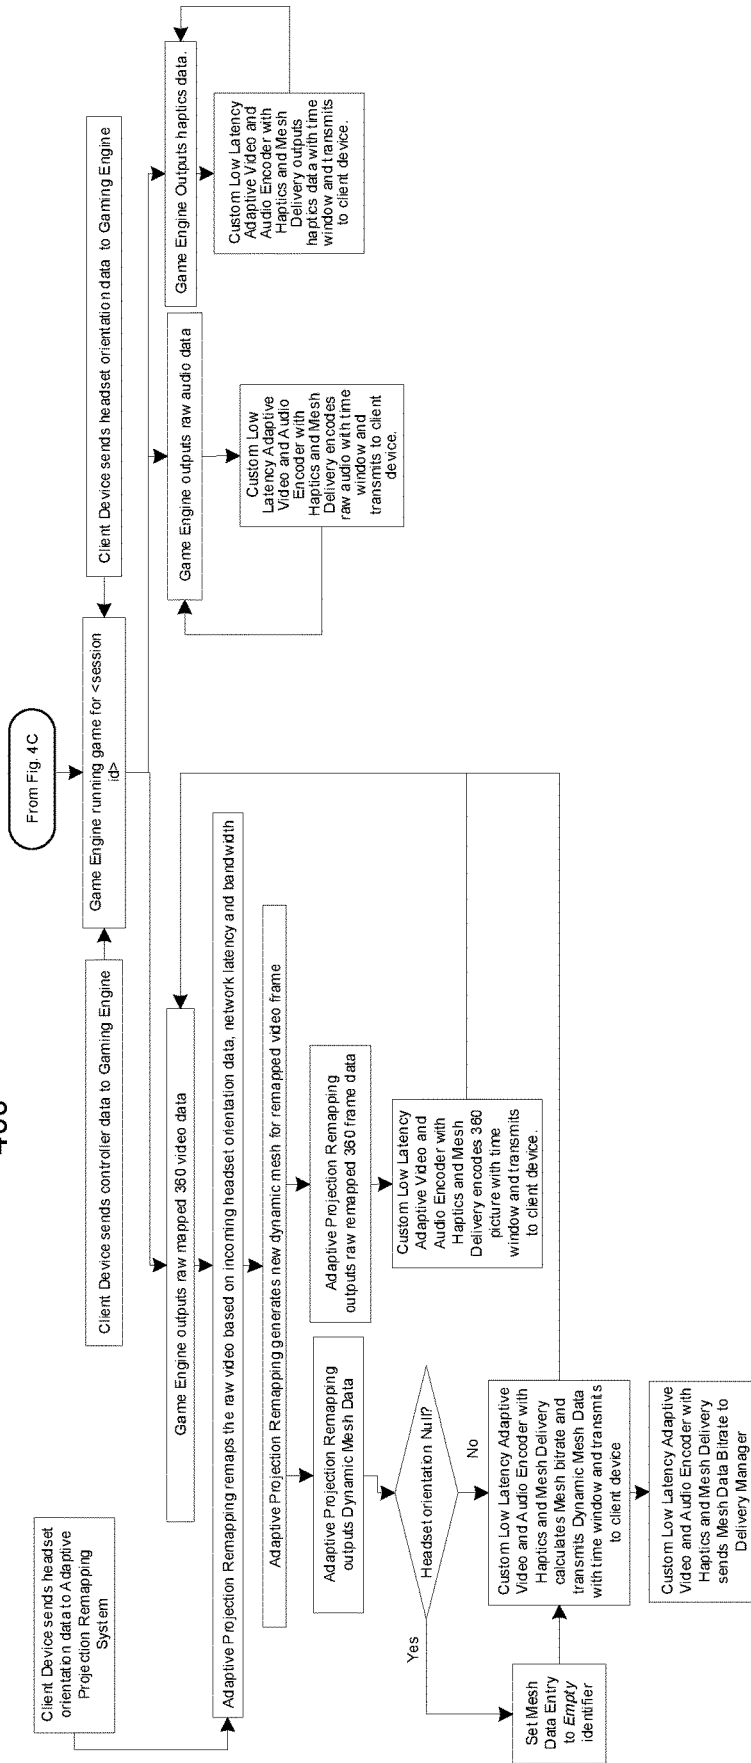 From Fig. 4C
Client Device sends controller data to Gaming Engine
Game Engine running game for <session
id>
Client Device sends headset orientation data to Gaming Engine
Client Device sends headset
orientation data to Adaptive
Projection Remapping
System
Game Engine outputs raw mapped 360 video data
Game Engine outputs raw audio data
Game Engine Outputs haptics data.
Adaptive Projection Remapping remaps the raw video based on incoming headset orientation data, network latency and bandwidth
Custom Low
Latency Adaptive
Video and Audio
Encoder with
Haptics and Mesh
Delivery encodes
raw audio with time
window and
transmits to client
device.
Custom Low Latency
Adaptive Video and
Audio Encoder with
Haptics and Mesh
Delivery outputs
haptics data with time
window and transmits
to client device.
Adaptive Projection Remapping generates new dynamic mesh for remapped video frame
Adaptive Projection Remapping
outputs Dynamic Mesh Data
Adaptive Projection Remapping
outputs raw remapped 360 frame data
Headset orientation Null?
Yes
No
Custom Low Latency
Adaptive Video and
Audio Encoder with
Haptics and Mesh
Delivery encodes 360
picture with time
window and transmits
to client device.
Set Mesh
Data Entry
to Empty
identifier
Custom Low Latency Adaptive
Video and Audio Encoder with
Haptics and Mesh Delivery
calculates Mesh bitrate and
transmits Dynamic Mesh Data
with time window and transmits
to client device
Custom Low Latency Adaptive
Video and Audio Encoder with
Haptics and Mesh Delivery
sends Mesh Data Bitrate to
Delivery Manager